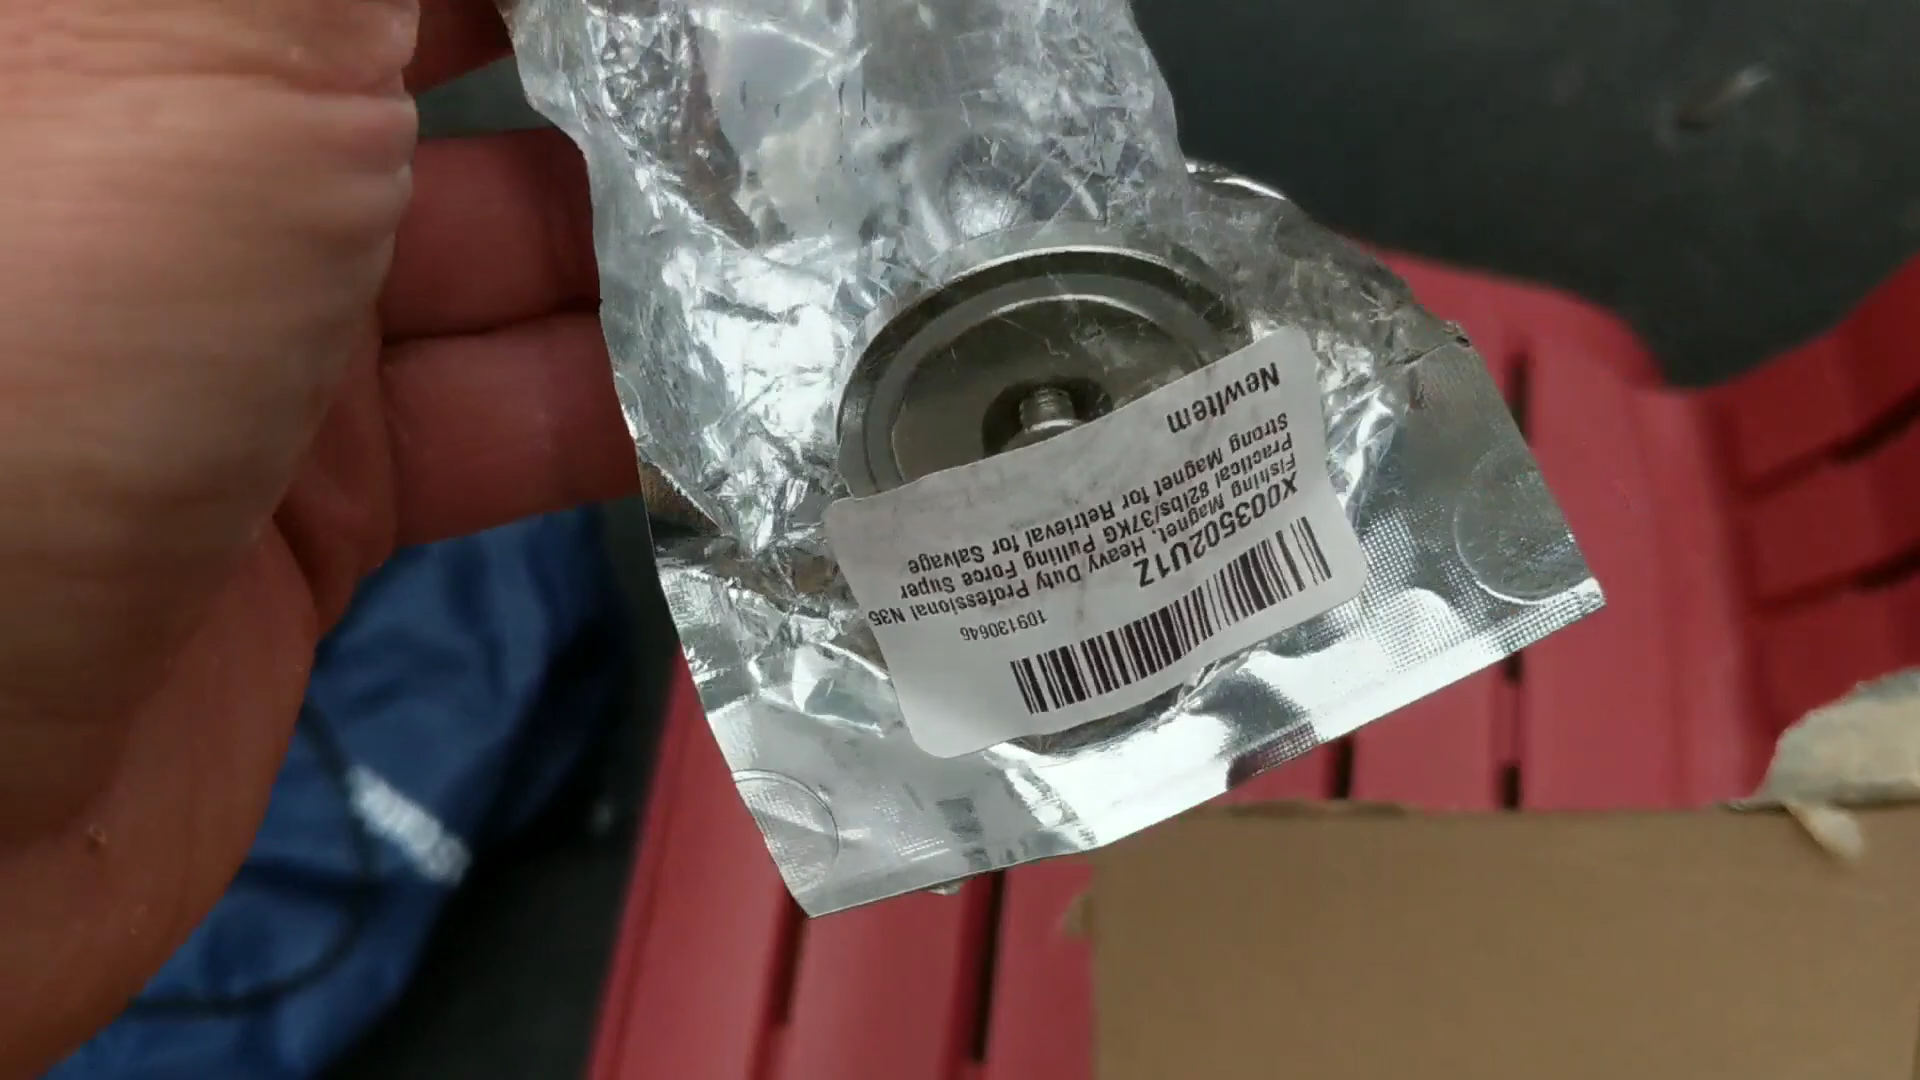 109130646
X003502U1Z
Fishing Magnet, Heavy Duty Professional N35
Practical 82lbs/37KG Pulling Force Super
Strong Magnet for Retrieval for Salvage
NewItem